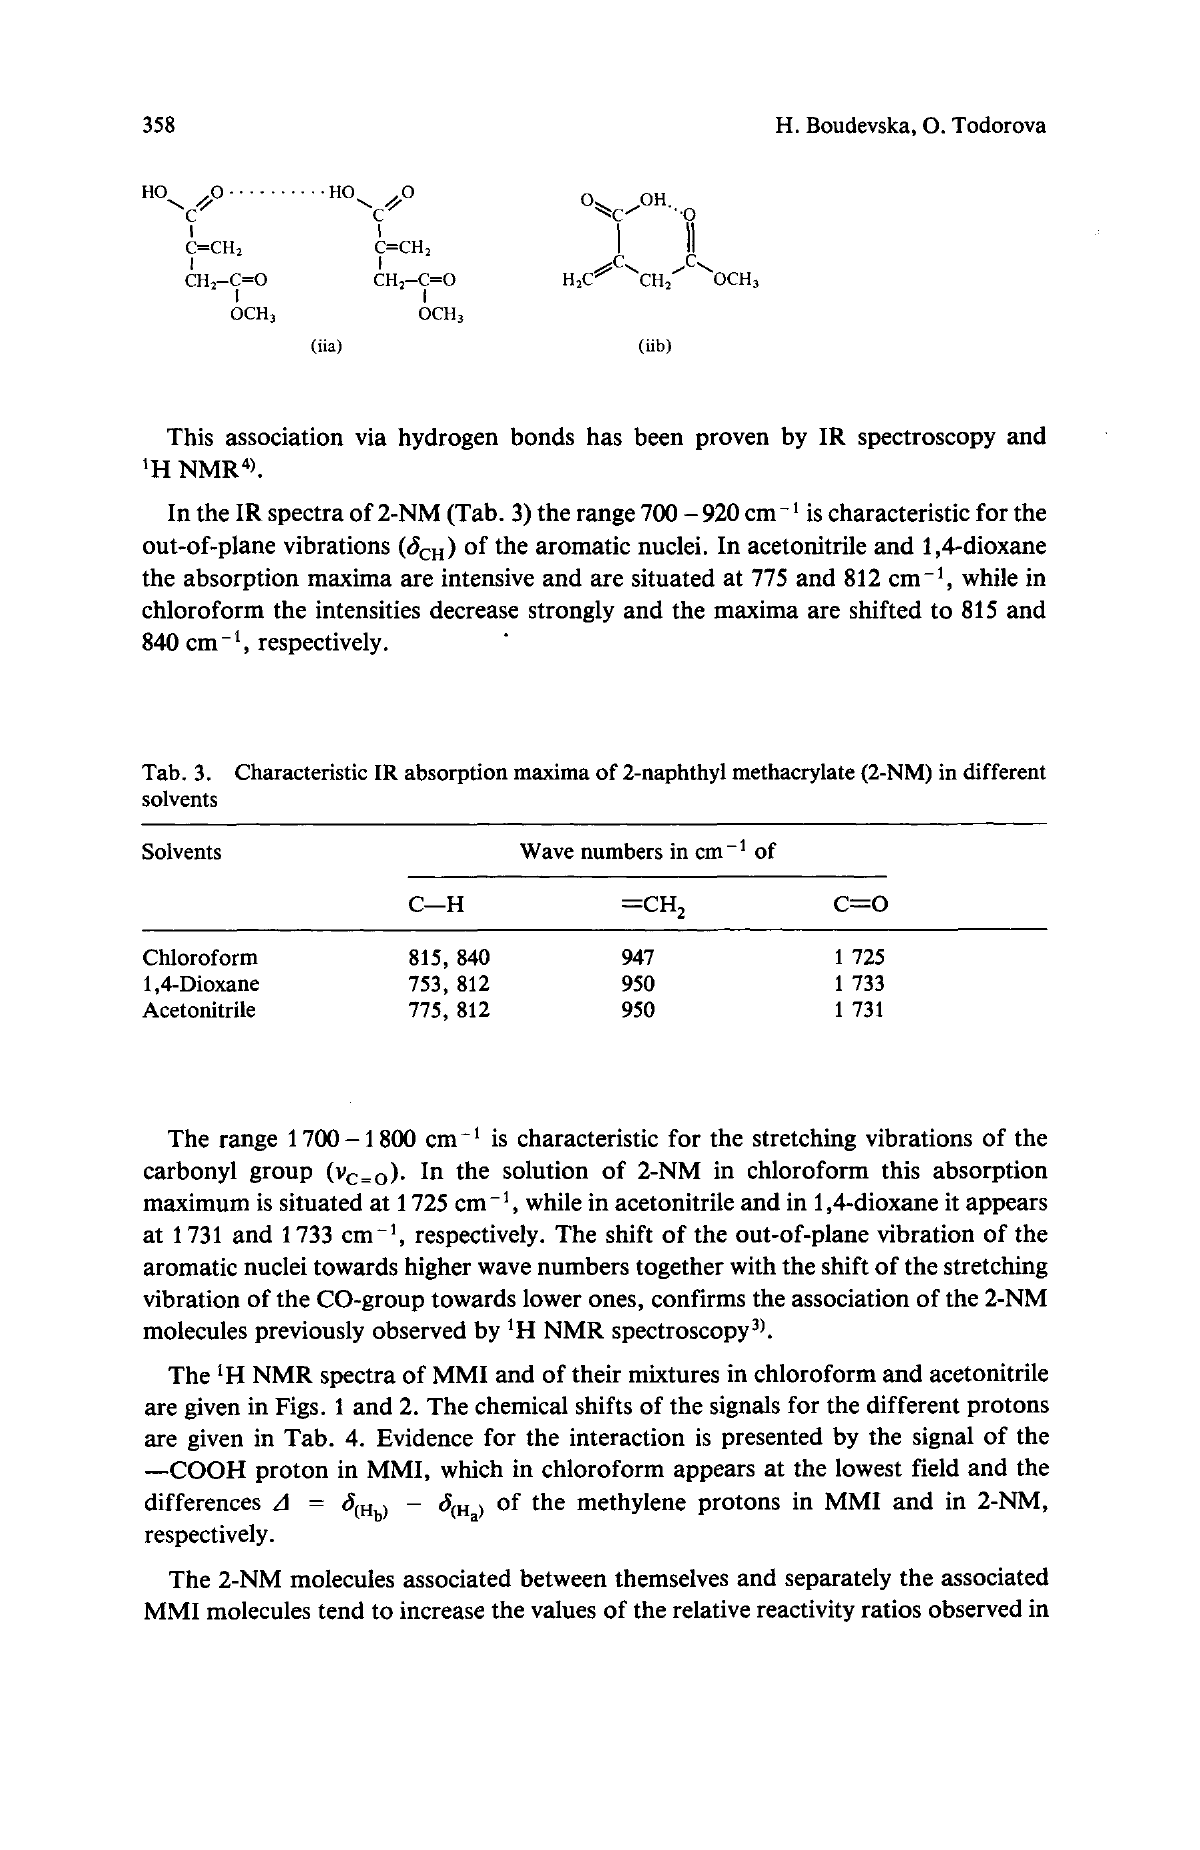 358 H. Boudevska, O. Todorova
HO O··········HO O O OH···O
C C C
C=CH₂ C=CH₂ C C
CH₂–C=O CH₂–C=O H₂C CH₂ OCH₃
OCH₃ OCH₃
(iia) (iib)
This association via hydrogen bonds has been proven by IR spectroscopy and
¹H NMR⁴⁾.
In the IR spectra of 2-NM (Tab. 3) the range 700 – 920 cm⁻¹ is characteristic for the
out-of-plane vibrations (δ_CH) of the aromatic nuclei. In acetonitrile and 1,4-dioxane
the absorption maxima are intensive and are situated at 775 and 812 cm⁻¹, while in
chloroform the intensities decrease strongly and the maxima are shifted to 815 and
840 cm⁻¹, respectively.
Tab. 3. Characteristic IR absorption maxima of 2-naphthyl methacrylate (2-NM) in different
solvents
Solvents Wave numbers in cm⁻¹ of
C—H =CH₂ C=O
Chloroform 815, 840 947 1 725
1,4-Dioxane 753, 812 950 1 733
Acetonitrile 775, 812 950 1 731
The range 1 700 – 1 800 cm⁻¹ is characteristic for the stretching vibrations of the
carbonyl group (ν_C=O). In the solution of 2-NM in chloroform this absorption
maximum is situated at 1 725 cm⁻¹, while in acetonitrile and in 1,4-dioxane it appears
at 1 731 and 1 733 cm⁻¹, respectively. The shift of the out-of-plane vibration of the
aromatic nuclei towards higher wave numbers together with the shift of the stretching
vibration of the CO-group towards lower ones, confirms the association of the 2-NM
molecules previously observed by ¹H NMR spectroscopy³⁾.
The ¹H NMR spectra of MMI and of their mixtures in chloroform and acetonitrile
are given in Figs. 1 and 2. The chemical shifts of the signals for the different protons
are given in Tab. 4. Evidence for the interaction is presented by the signal of the
—COOH proton in MMI, which in chloroform appears at the lowest field and the
differences Δ = δ_(H_b) − δ_(H_a) of the methylene protons in MMI and in 2-NM,
respectively.
The 2-NM molecules associated between themselves and separately the associated
MMI molecules tend to increase the values of the relative reactivity ratios observed in